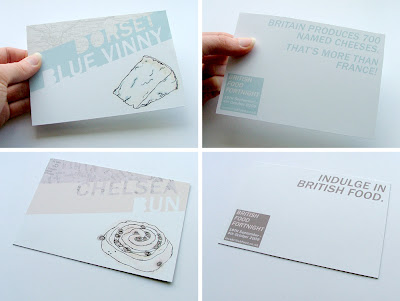 DORSET
BLUE VINNY
BRITAIN PRODUCES 700
NAMED CHEESES.
THAT'S MORE THAN
FRANCE!
BRITISH
FOOD
FORTNIGHT
CHELSEA
BUN
INDULGE IN
BRITISH FOOD.
BRITISH
FOOD
FORTNIGHT